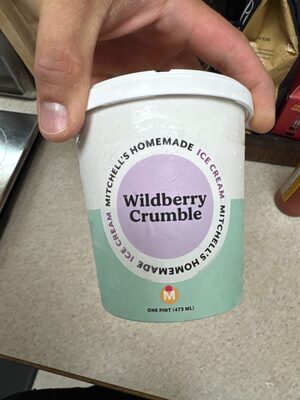 MITCHELL'S HOMEMADE ICE CREAM
Wildberry
Crumble
MITCHELL'S HOMEMADE ICE CREAM
M
ONE PINT (473 ML)